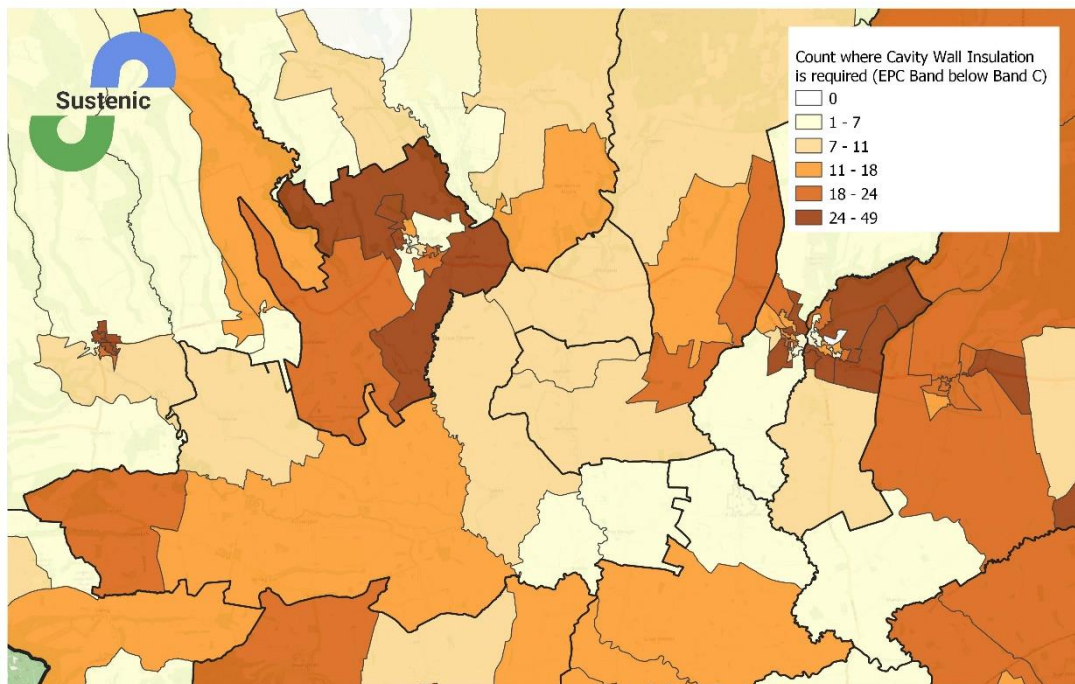 Sustenic
Count where Cavity Wall Insulation
is required (EPC Band below Band C)
0
1 - 7
7 - 11
11 - 18
18 - 24
24 - 49